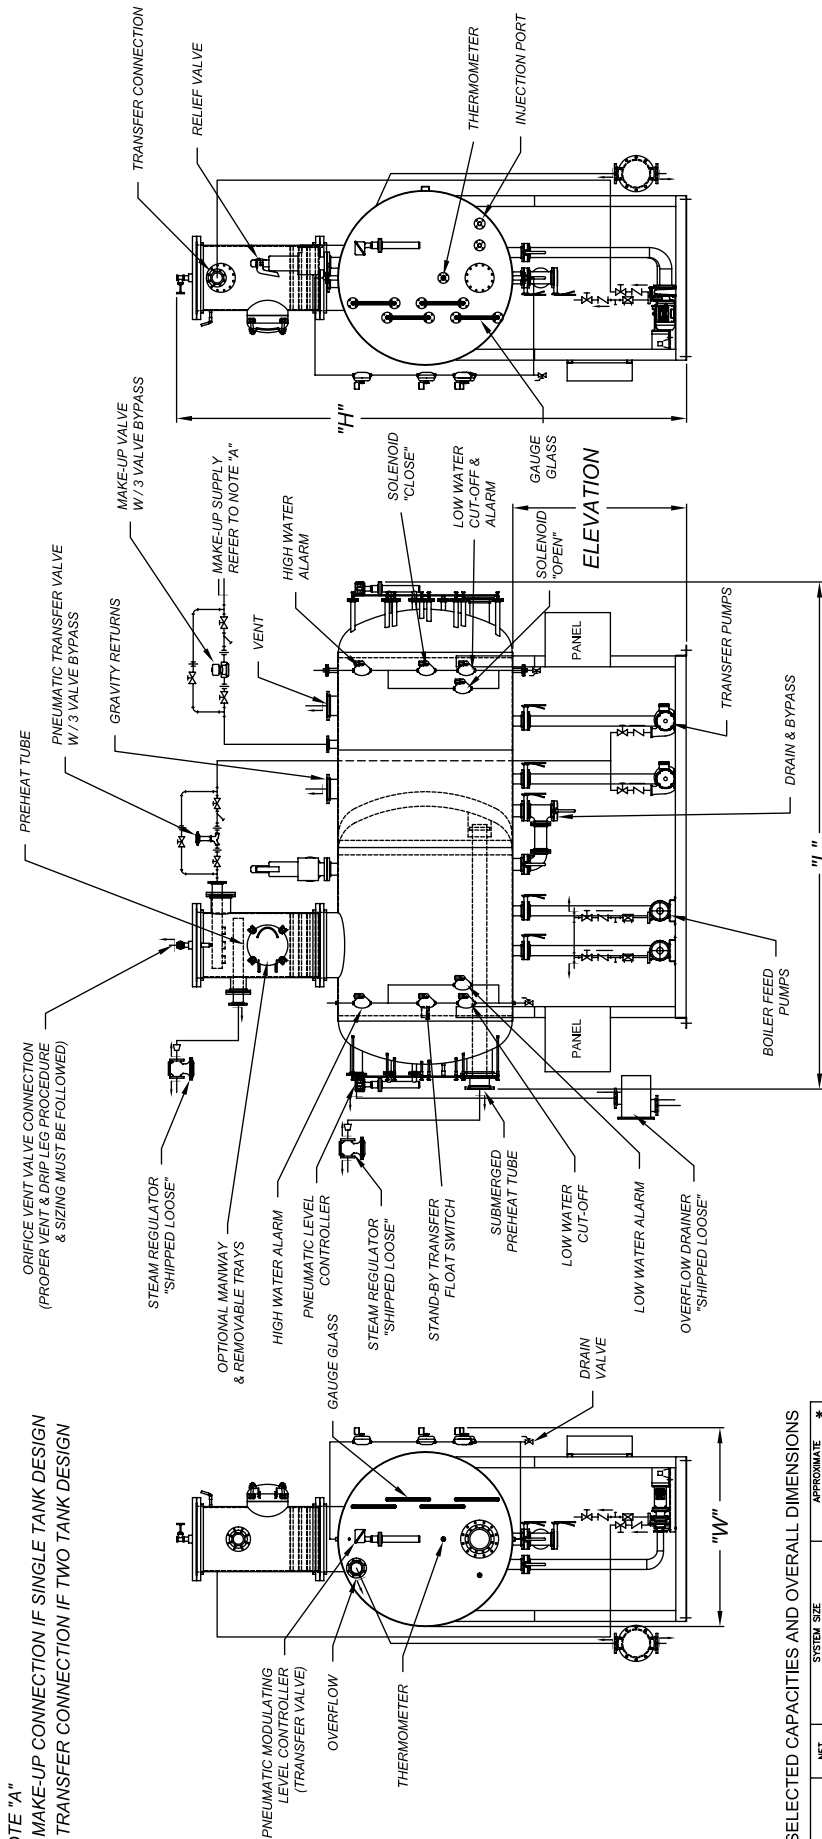 OTE "A"
MAKE-UP CONNECTION IF SINGLE TANK DESIGN
TRANSFER CONNECTION IF TWO TANK DESIGN
ORIFICE VENT VALVE CONNECTION
(PROPER VENT & DRIP LEG PROCEDURE
& SIZING MUST BE FOLLOWED)
STEAM REGULATOR
"SHIPPED LOOSE"
OPTIONAL MANWAY
& REMOVABLE TRAYS
HIGH WATER ALARM
PNEUMATIC LEVEL
CONTROLLER
STEAM REGULATOR
"SHIPPED LOOSE"
STAND-BY TRANSFER
FLOAT SWITCH
SUBMERGED
PREHEAT TUBE
LOW WATER
CUT-OFF
LOW WATER ALARM
OVERFLOW DRAINER
"SHIPPED LOOSE"
PREHEAT TUBE
PNEUMATIC TRANSFER VALVE
W / 3 VALVE BYPASS
GRAVITY RETURNS
MAKE-UP VALVE
W / 3 VALVE BYPASS
MAKE-UP SUPPLY
REFER TO NOTE "A"
VENT
HIGH WATER
ALARM
SOLENOID
"CLOSE"
LOW WATER
CUT-OFF &
ALARM
SOLENOID
"OPEN"
ELEVATION
PANEL
PANEL
TRANSFER PUMPS
DRAIN & BYPASS
BOILER FEED
PUMPS
"L"
TRANSFER CONNECTION
RELIEF VALVE
THERMOMETER
INJECTION PORT
GAUGE
GLASS
"H"
GAUGE GLASS
DRAIN
VALVE
PNEUMATIC MODULATING
LEVEL CONTROLLER
(TRANSFER VALVE)
OVERFLOW
THERMOMETER
"W"
SELECTED CAPACITIES AND OVERALL DIMENSIONS
NET
SYSTEM SIZE
APPROXIMATE *